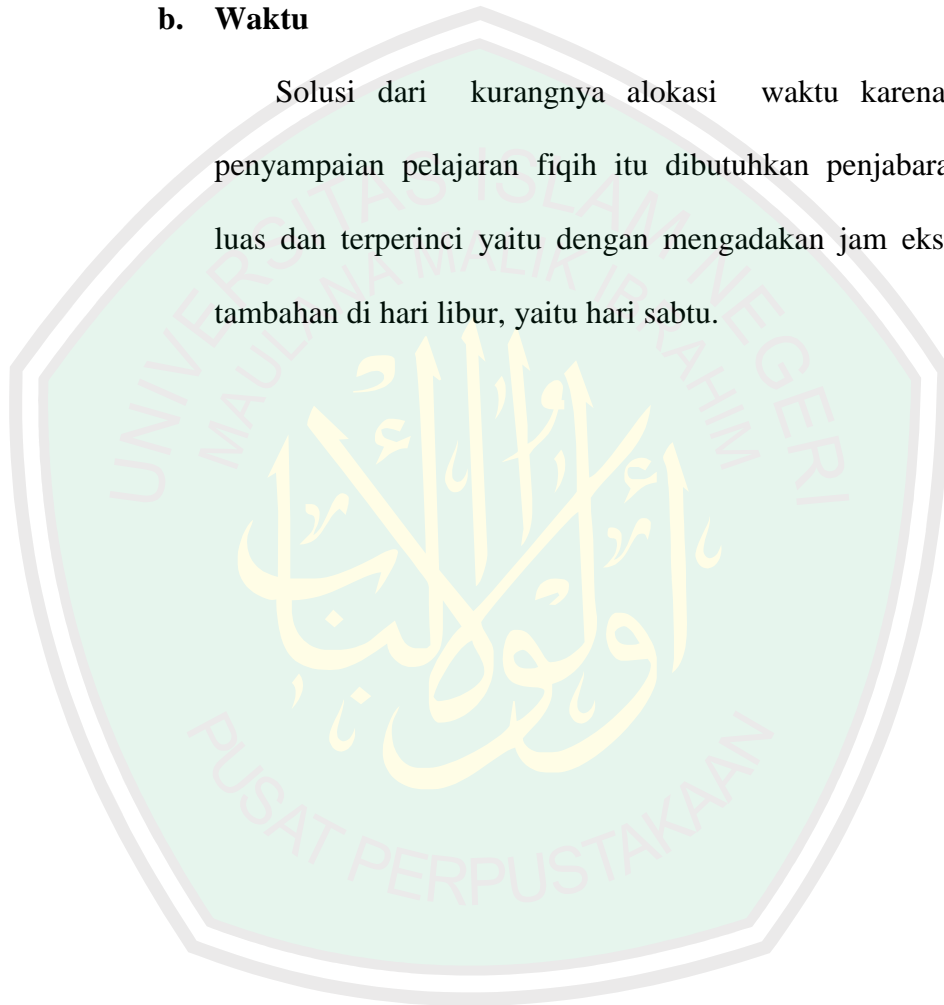 b. Waktu
Solusi dari kurangnya alokasi waktu karena
penyampaian pelajaran fiqih itu dibutuhkan penjabara
luas dan terperinci yaitu dengan mengadakan jam eks
tambahan di hari libur, yaitu hari sabtu.
UNIVERSITAS ISLAM NEGERI
MAULANA MALIK IBRAHIM
أولوا الألباب
PUSAT PERPUSTAKAAN